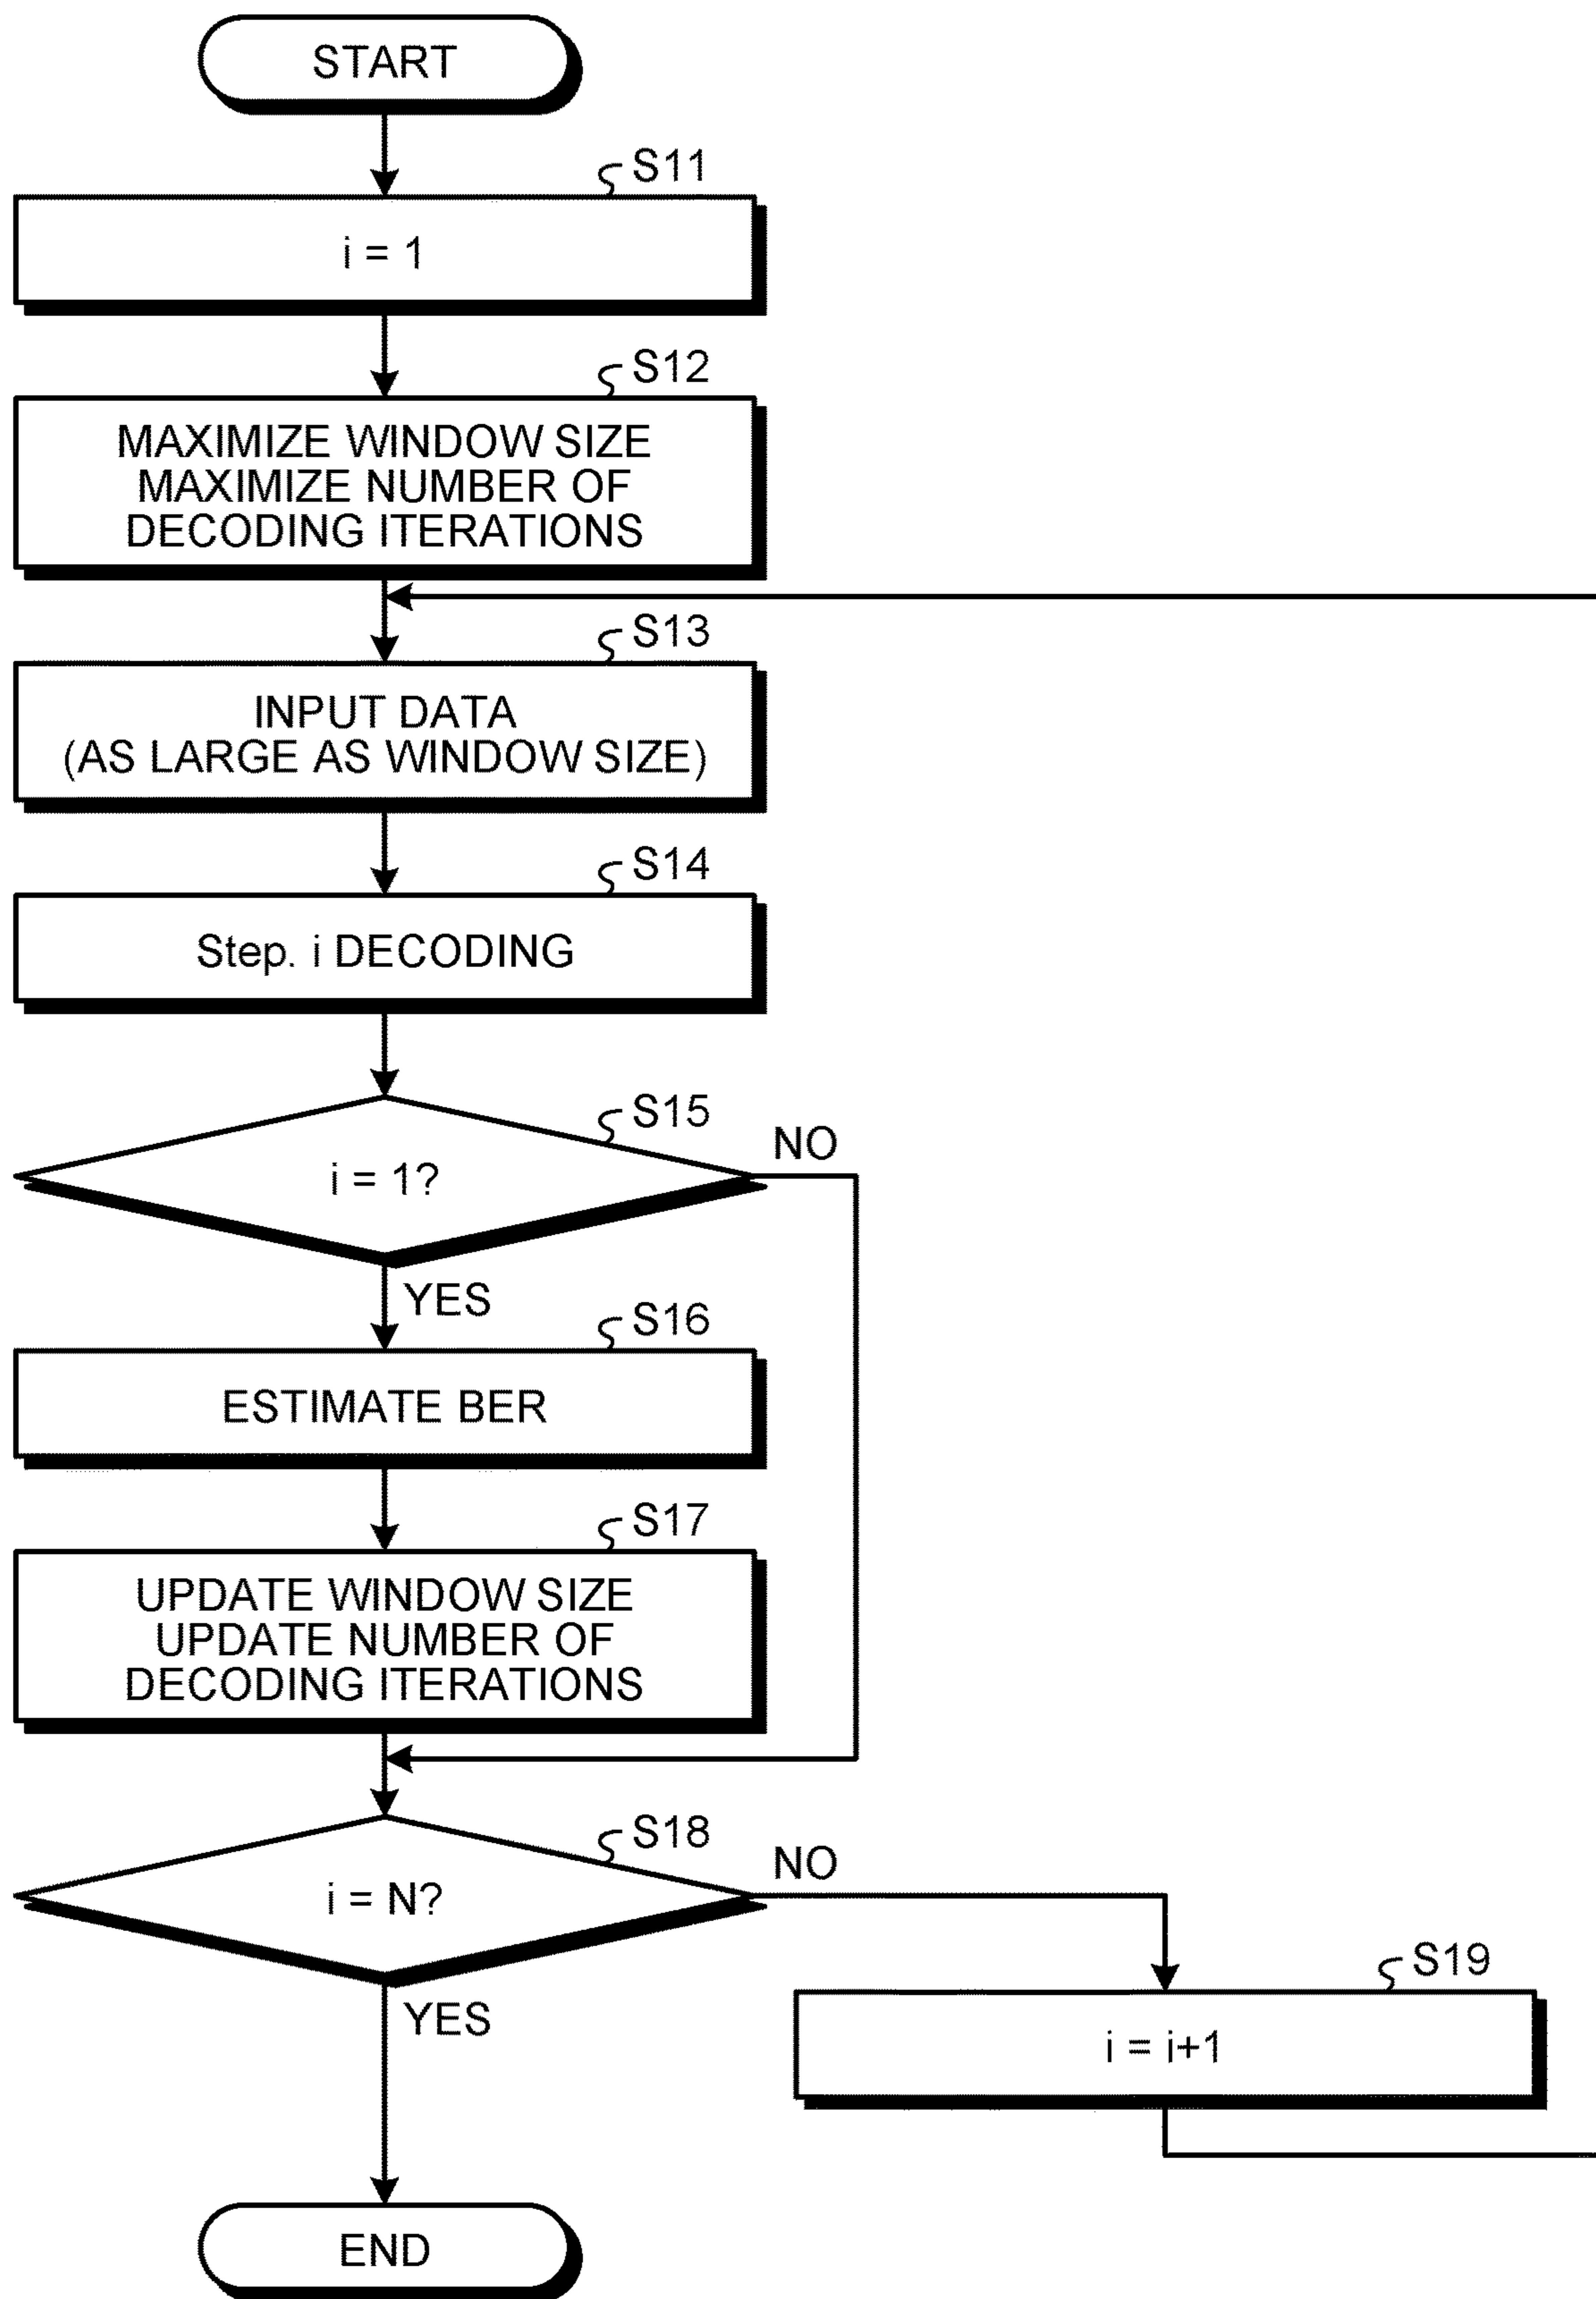 START
S11
i = 1
S12
MAXIMIZE WINDOW SIZE
MAXIMIZE NUMBER OF
DECODING ITERATIONS
S13
INPUT DATA
(AS LARGE AS WINDOW SIZE)
S14
Step. i DECODING
S15
NO
i = 1?
YES
S16
ESTIMATE BER
S17
UPDATE WINDOW SIZE
UPDATE NUMBER OF
DECODING ITERATIONS
S18
NO
i = N?
S19
YES
i = i+1
END